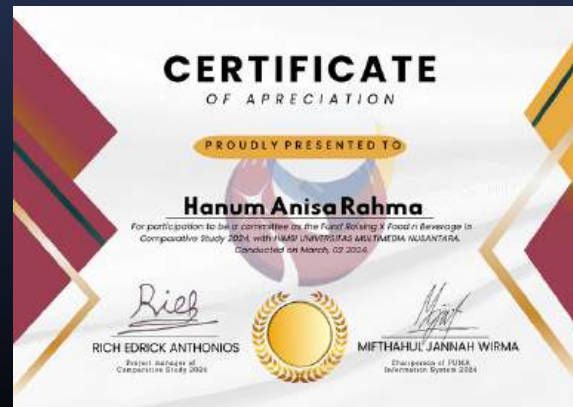 CERTIFICATE
OF APRECIATION
PROUDLY PRESENTED TO
Hanum Anisa Rahma
For participation to be a committee as the Fund Raising X Food n Beverage in
Comparative Study 2024, with HIMSI UNIVERSITAS MULTIMEDIA NUSANTARA.
Conducted on March, 02 2024.
RICH EDRICK ANTHONIOS
Project manager of
Comparative Study 2024
MIFTHAHUL JANNAH WIRMA
Chairperson of PUMA
Information System 2024